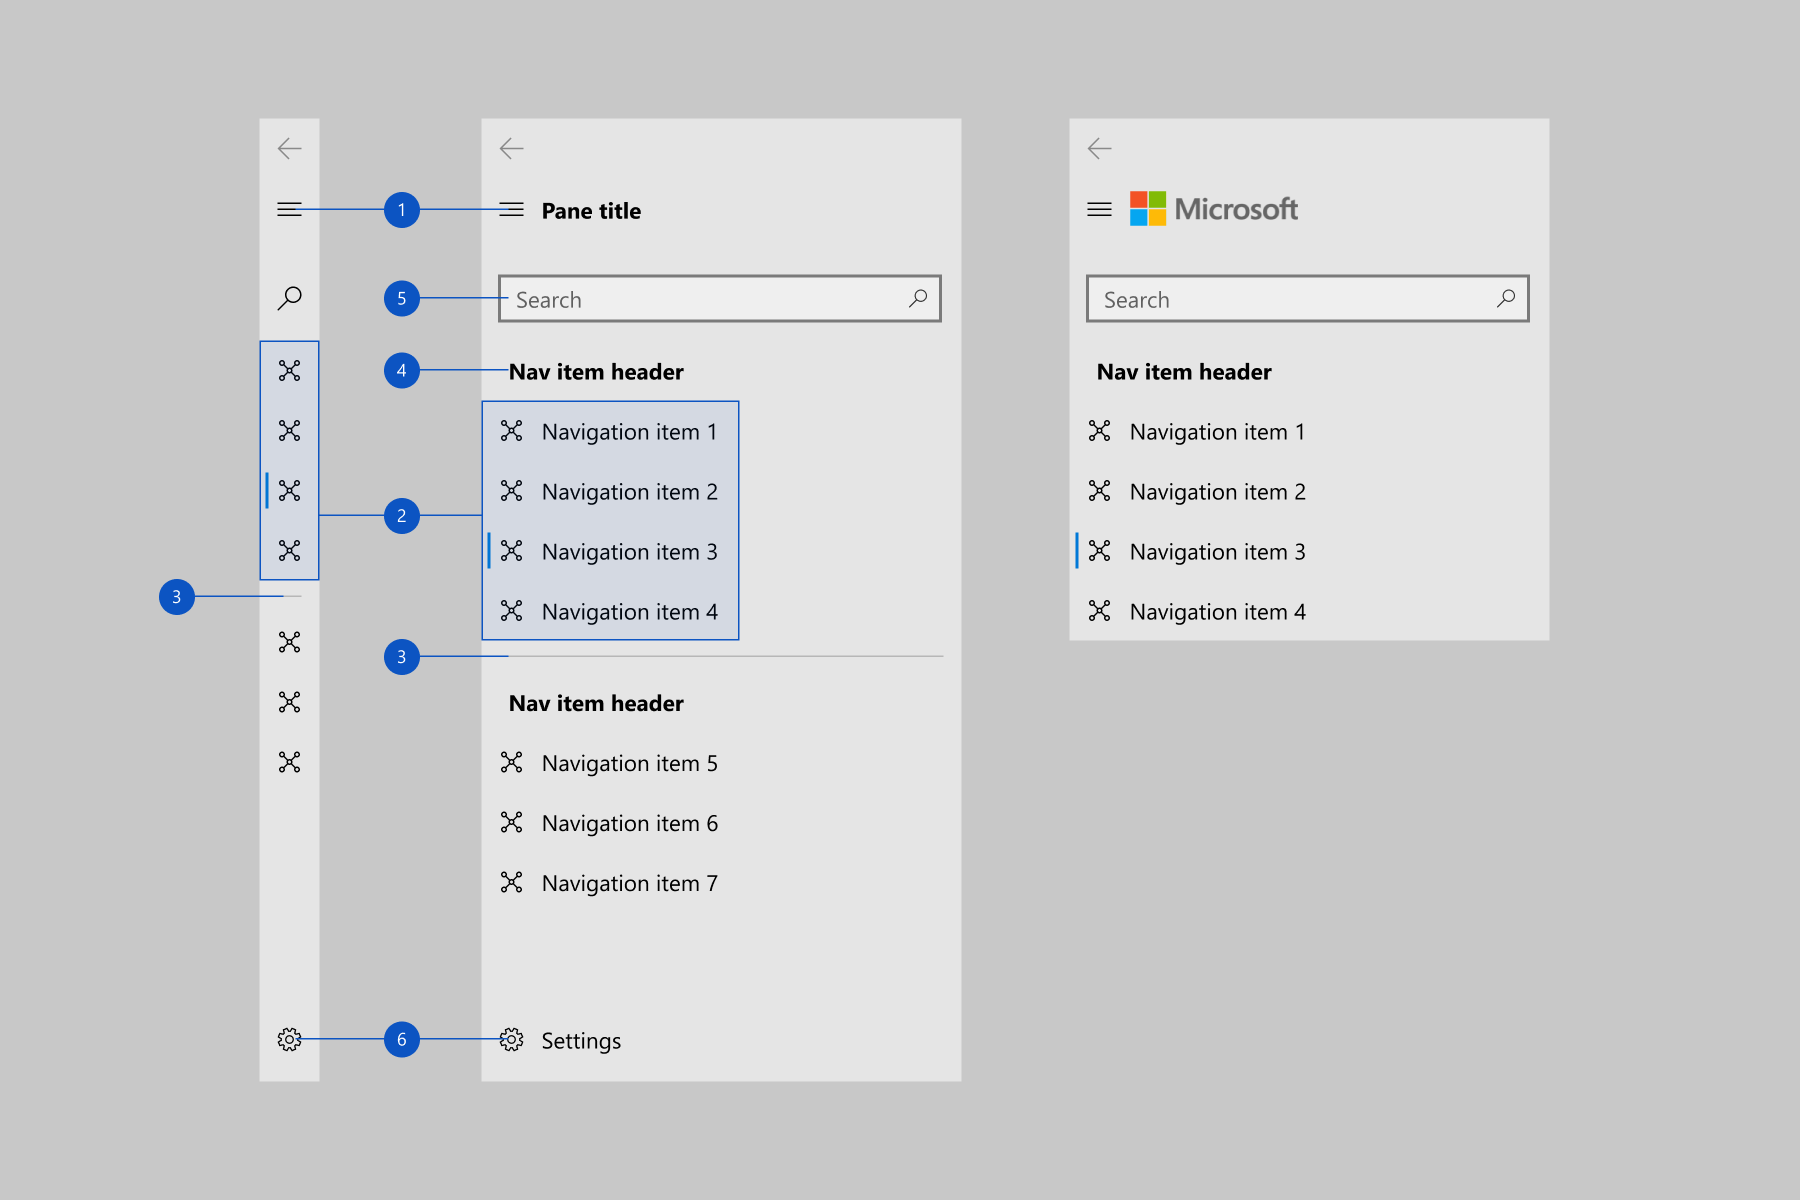 1
Pane title
Microsoft
5
Search
Search
4
Nav item header
Nav item header
Navigation item 1
Navigation item 1
Navigation item 2
Navigation item 2
2
Navigation item 3
Navigation item 3
3
Navigation item 4
Navigation item 4
3
Nav item header
Navigation item 5
Navigation item 6
Navigation item 7
6
Settings